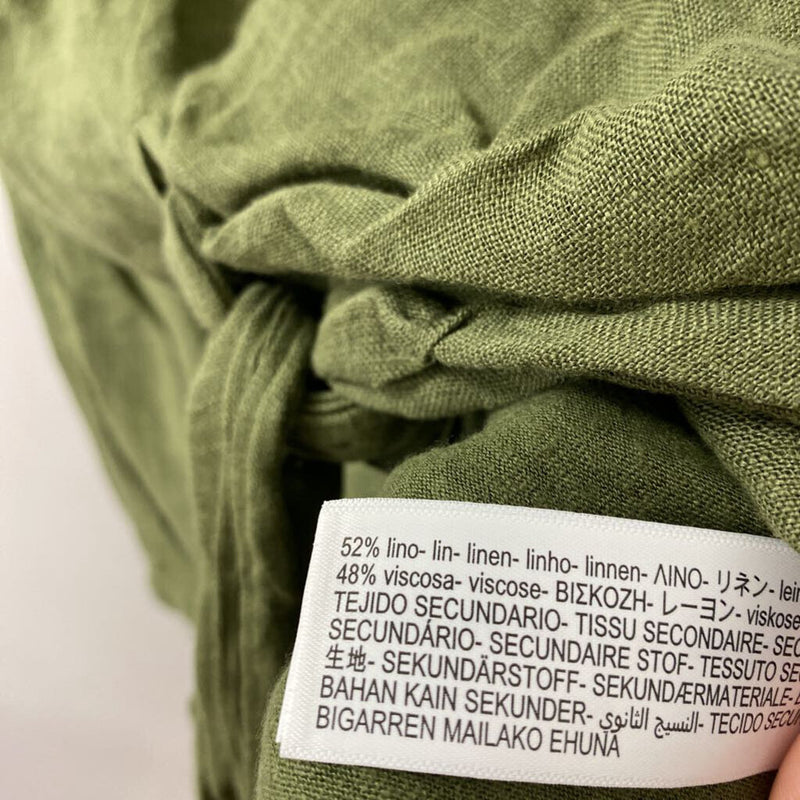 52% lino- lin- linen- linho- linnen- ΛΙΝΟ- リネン- lein
48% viscosa- viscose- ΒΙΣΚΟΖΗ- レーヨン- viskose
TEJIDO SECUNDARIO- TISSU SECONDAIRE- SEC
SECUNDÁRIO- SECUNDAIRE STOF- TESSUTO SEC
生地- SEKUNDÄRSTOFF- SEKUNDÆRMATERIALE-
BAHAN KAIN SEKUNDER- النسيج الثانوي- TECIDO SECUN
BIGARREN MAILAKO EHUNA